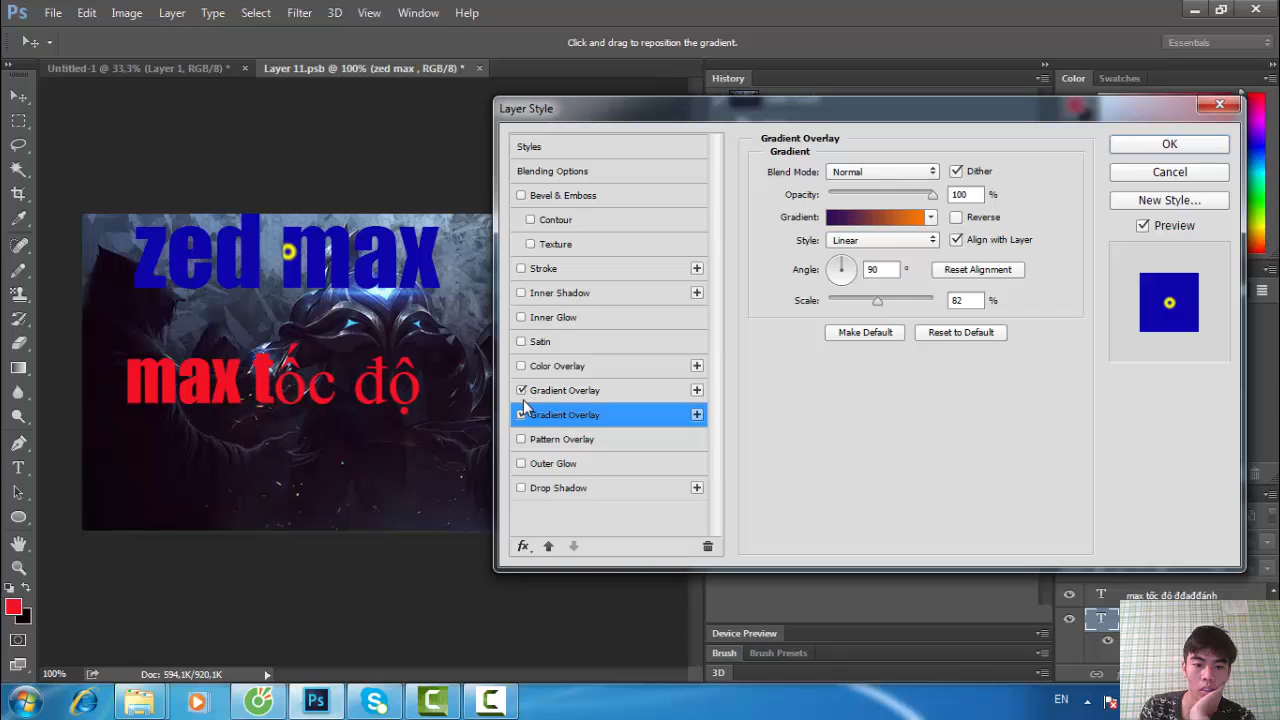 Ps File Edit Image Layer Type Select Filter 3D View Window Help
Click and drag to reposition the gradient.
Essentials
Untitled-1 @ 33,3% (Layer 1, RGB/8) * ×
Layer 11.psb @ 100% (zed max , RGB/8) * ×
History
Color Swatches
zed max
max tốc độ
Layer Style
Styles
Blending Options
Bevel & Emboss
Contour
Texture
Stroke
Inner Shadow
Inner Glow
Satin
Color Overlay
Gradient Overlay
Gradient Overlay
Pattern Overlay
Outer Glow
Drop Shadow
fx
Gradient Overlay
Gradient
Blend Mode: Normal Dither
Opacity: 100 %
Gradient: Reverse
Style: Linear Align with Layer
Angle: 90 ° Reset Alignment
Scale: 82 %
Make Default Reset to Default
OK
Cancel
New Style...
Preview
T max tốc độ đđađđánh
T
Device Preview
Brush Brush Presets
3D
100% Doc: 594,1K/920,1K
Ps
EN